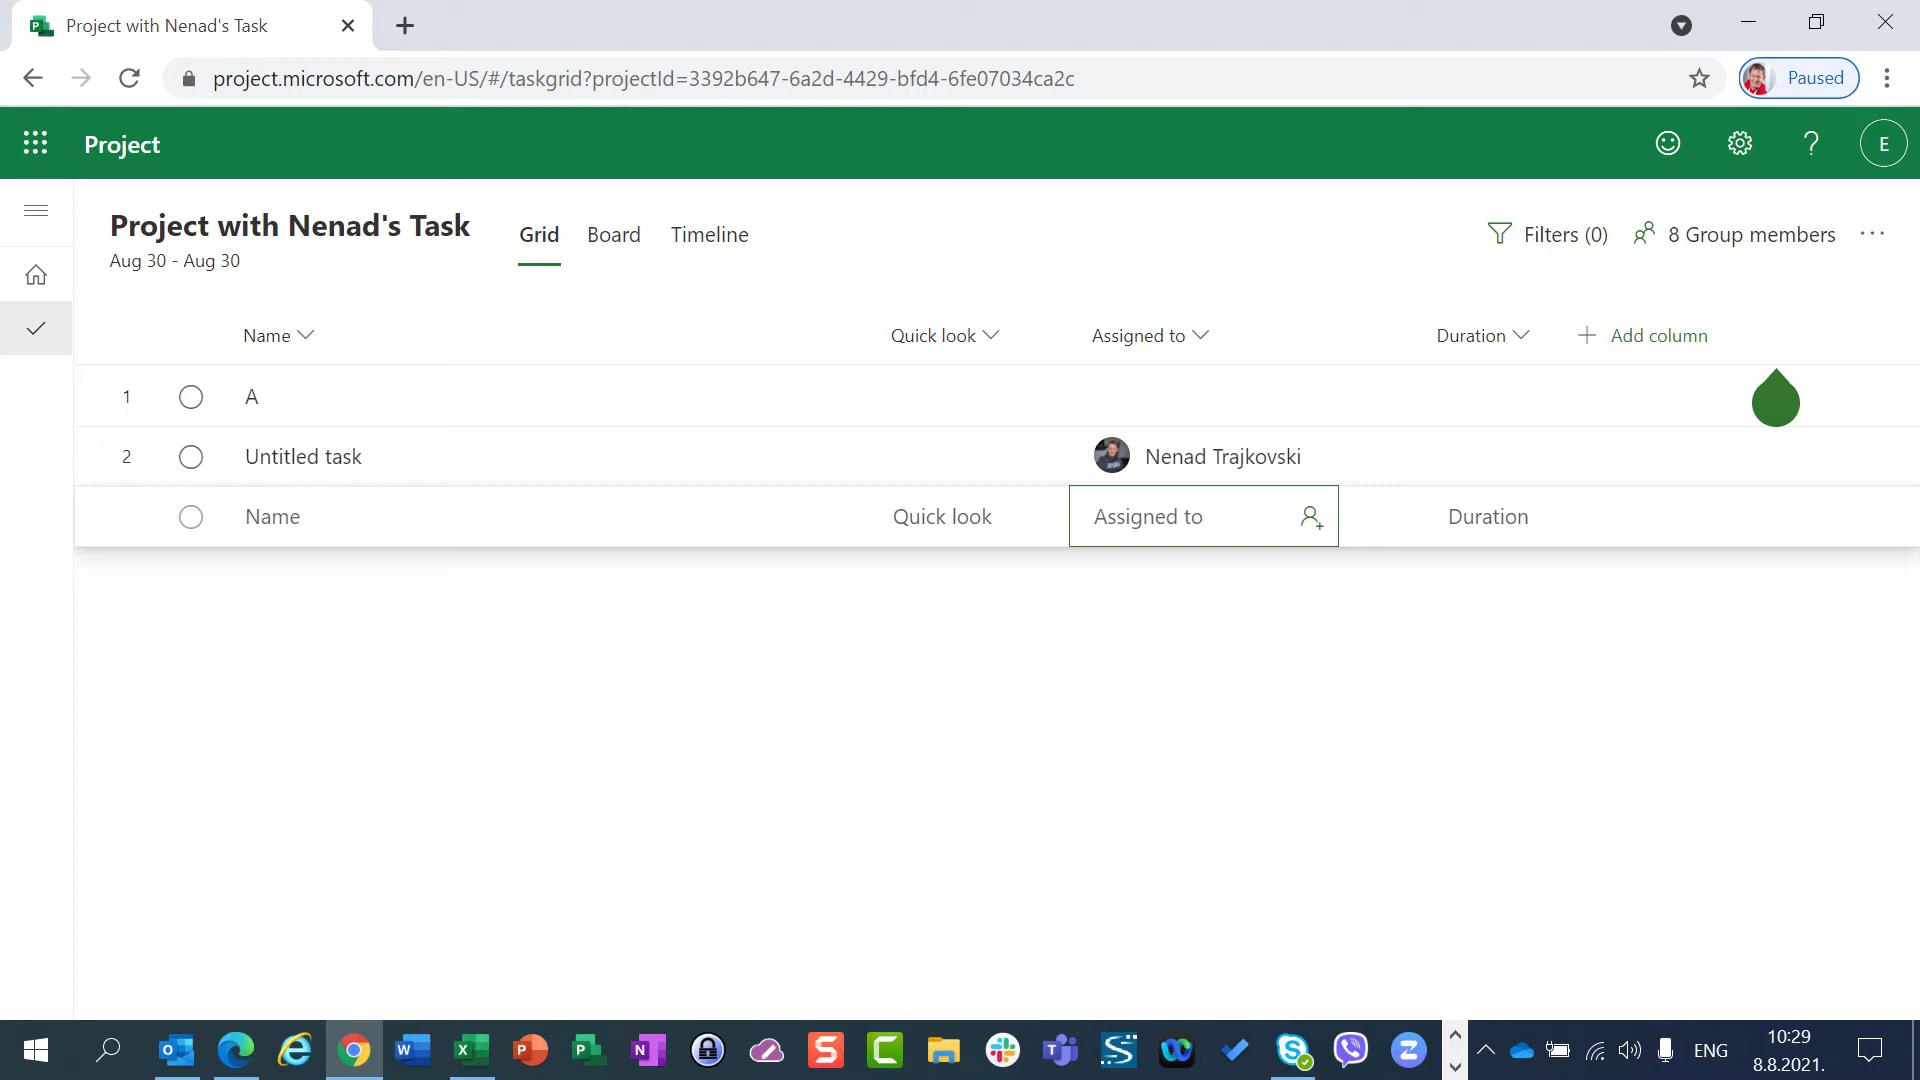 Project with Nenad's Task
project.microsoft.com/en-US/#/taskgrid?projectId=3392b647-6a2d-4429-bfd4-6fe07034ca2c
Paused
Project
E
Project with Nenad's Task
Aug 30 - Aug 30
Grid
Board
Timeline
Filters (0)
8 Group members
Name
Quick look
Assigned to
Duration
Add column
1
A
2
Untitled task
Nenad Trajkovski
Name
Quick look
Assigned to
Duration
ENG
10:29
8.8.2021.